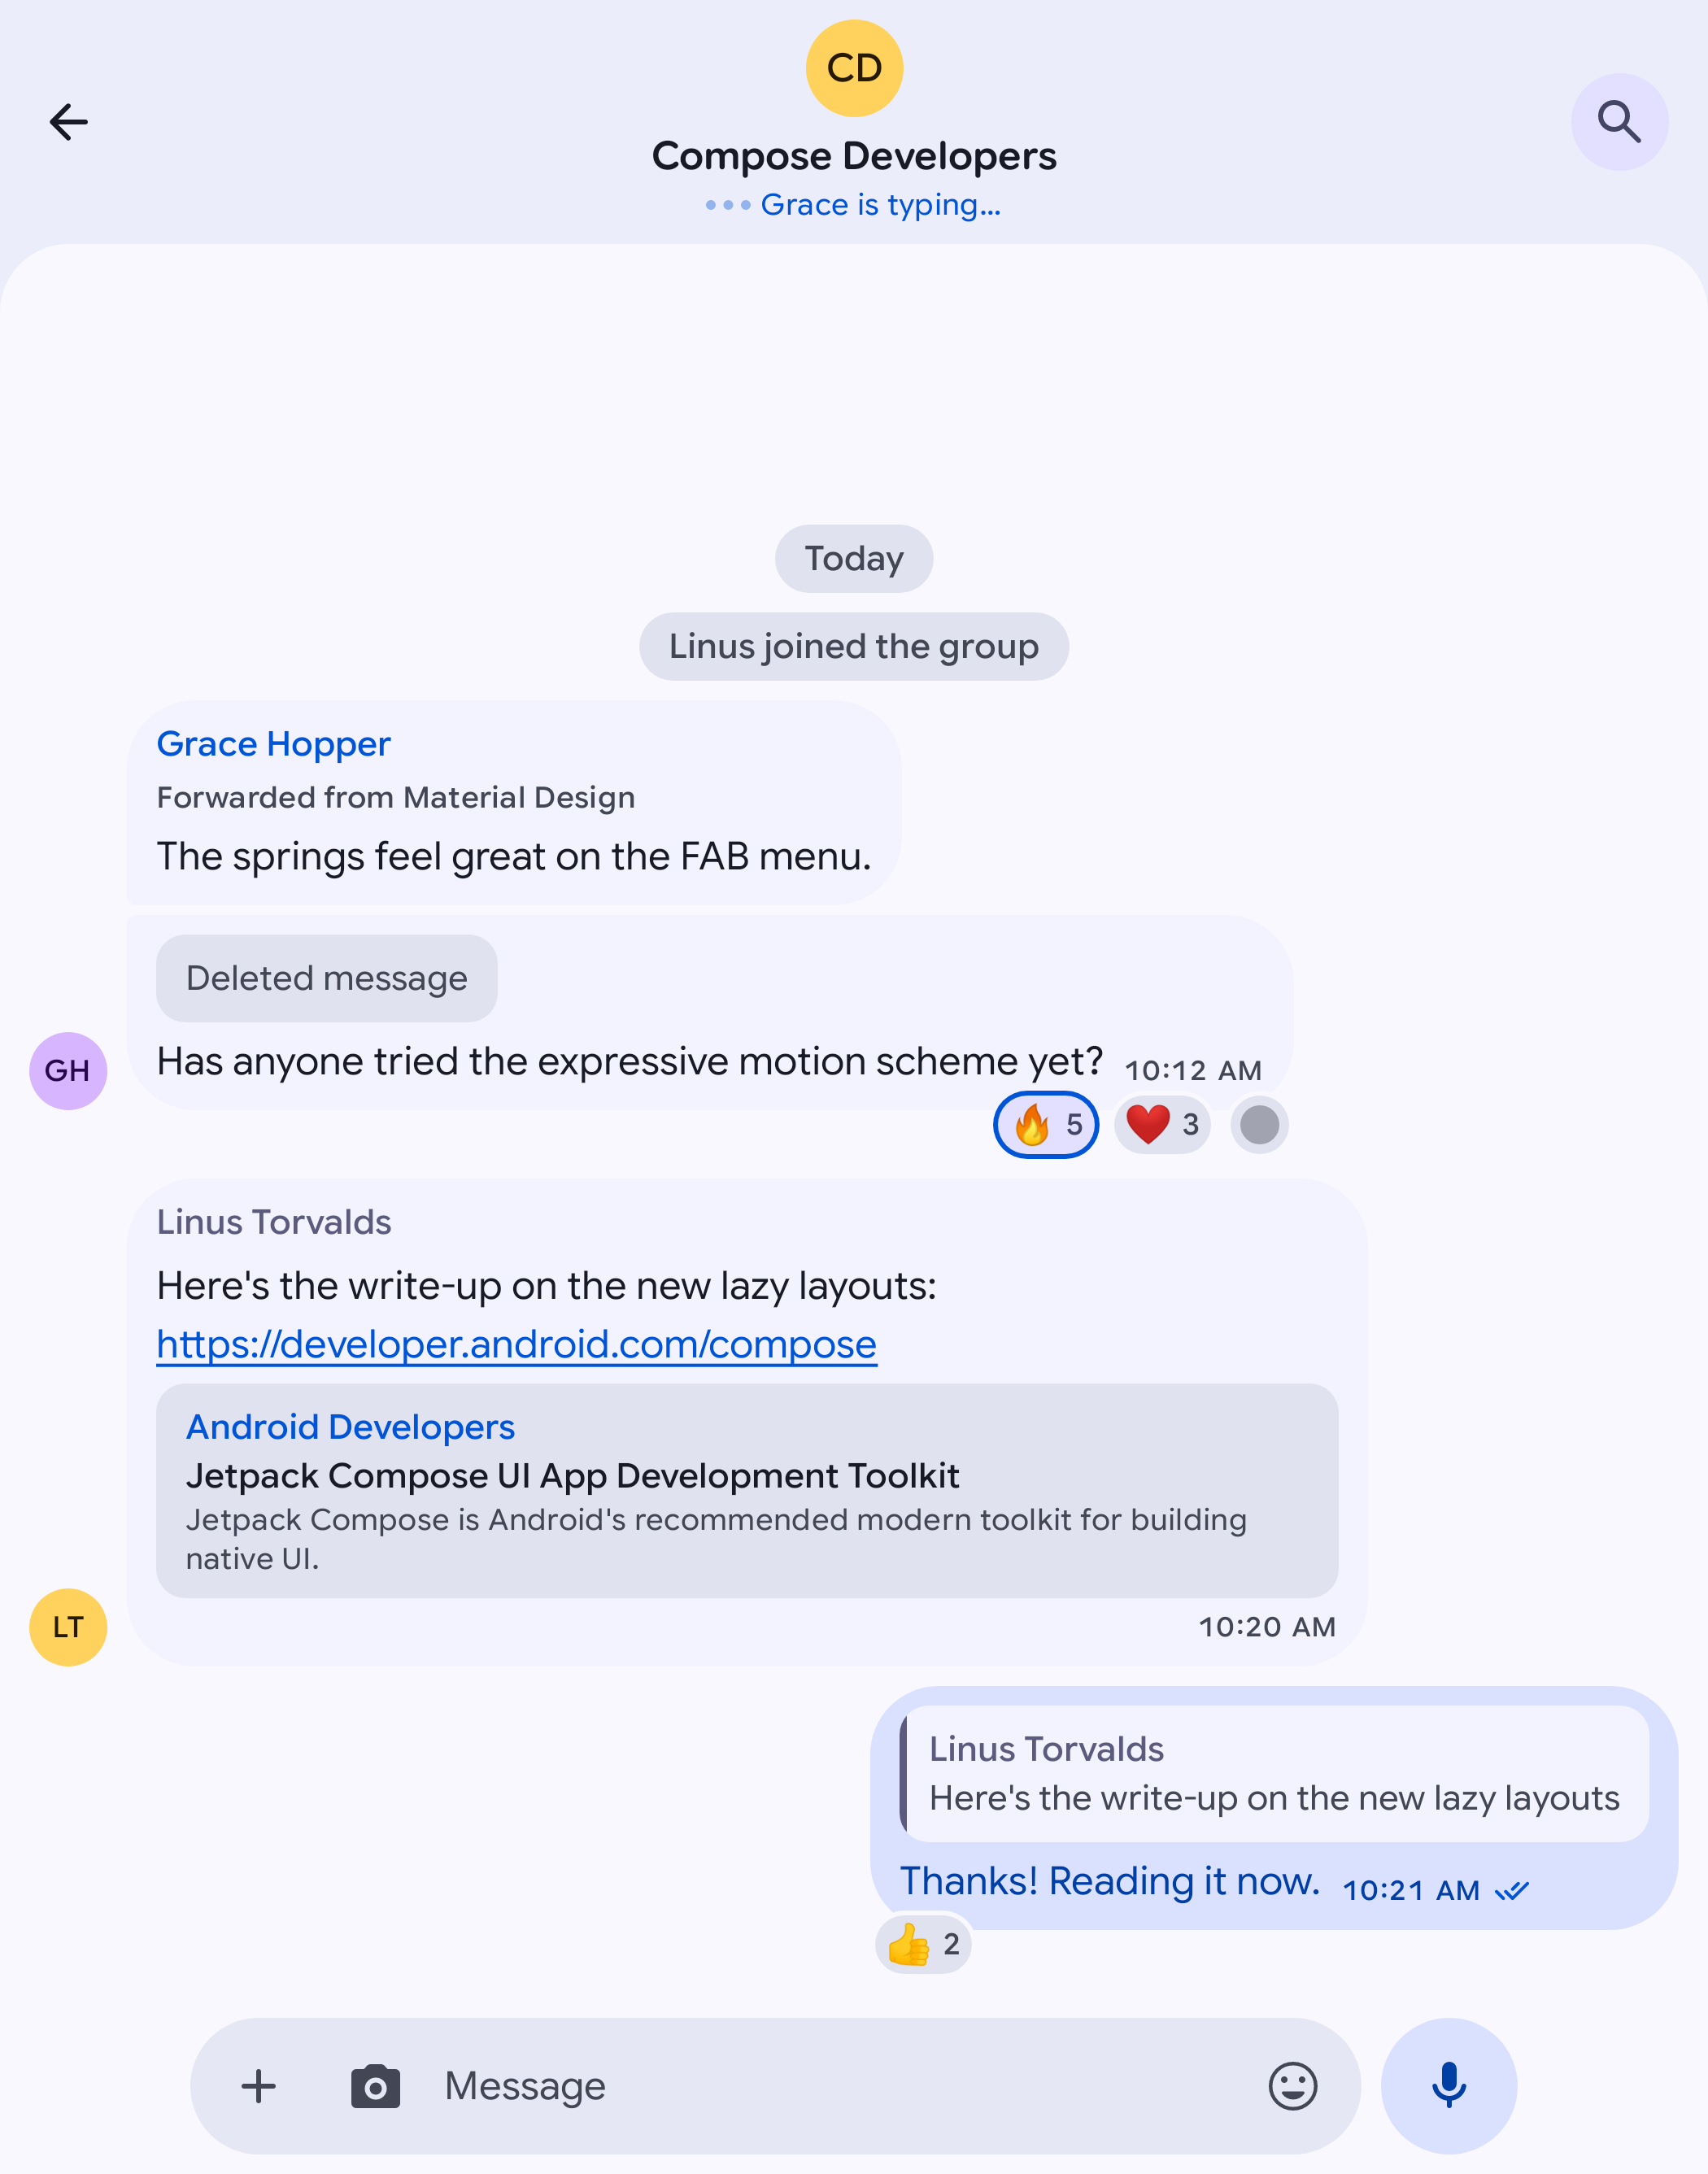 CD
Compose Developers
Grace is typing...
Today
Linus joined the group
Grace Hopper
Forwarded from Material Design
The springs feel great on the FAB menu.
Deleted message
Has anyone tried the expressive motion scheme yet? 10:12 AM
GH
🔥 5 ❤️ 3
Linus Torvalds
Here's the write-up on the new lazy layouts:
https://developer.android.com/compose
Android Developers
Jetpack Compose UI App Development Toolkit
Jetpack Compose is Android's recommended modern toolkit for building
native UI.
LT
10:20 AM
Linus Torvalds
Here's the write-up on the new lazy layouts
Thanks! Reading it now. 10:21 AM
👍 2
Message